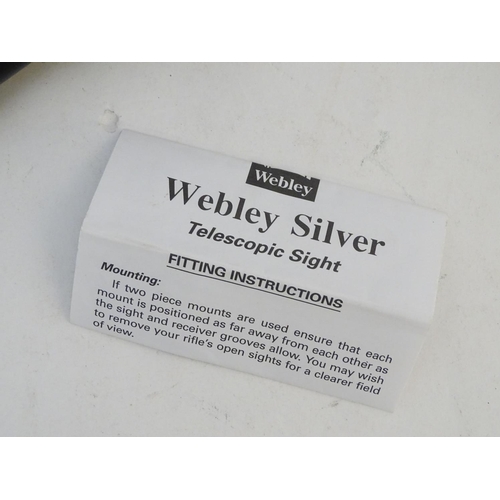 Webley
Webley Silver
Telescopic Sight
FITTING INSTRUCTIONS
Mounting:
If two piece mounts are used ensure that each
mount is positioned as far away from each other as
the sight and receiver grooves allow. You may wish
to remove your rifle's open sights for a clearer field
of view.